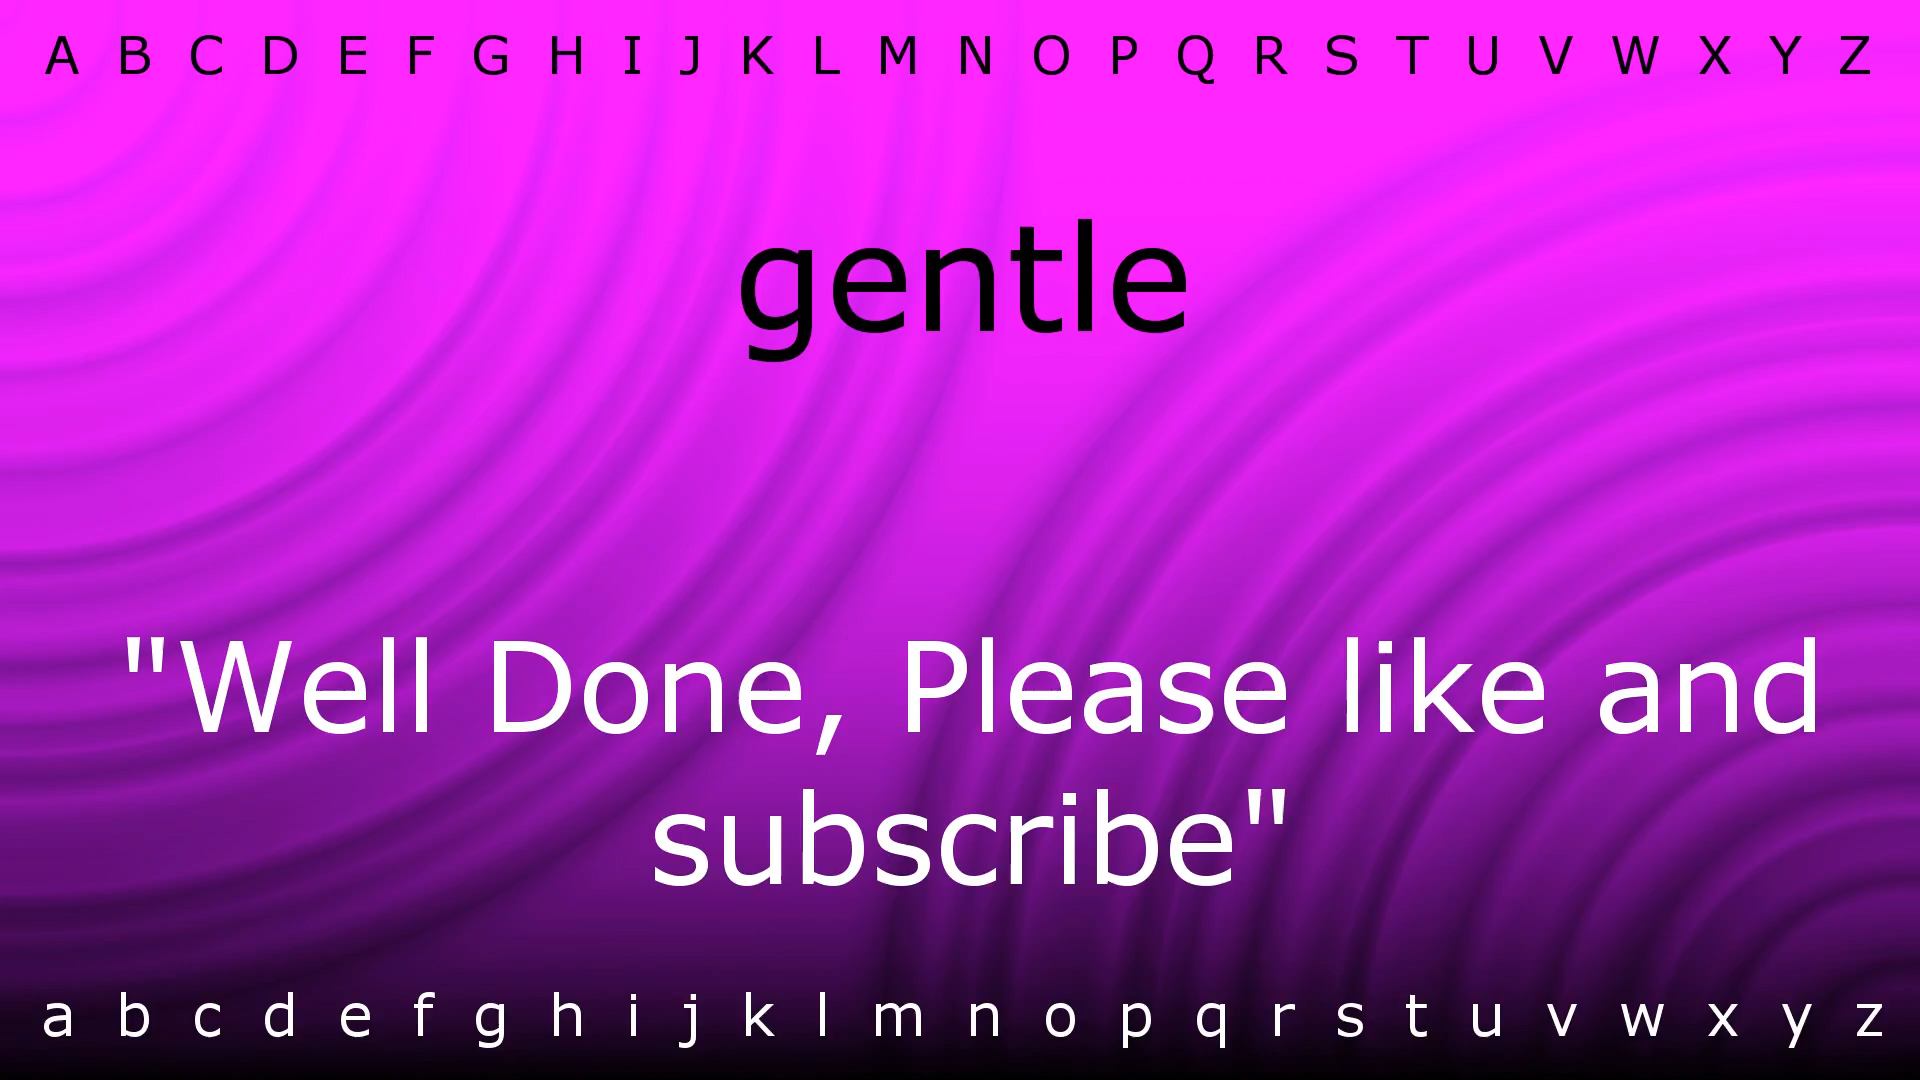 A B C D E F G H I J K L M N O P Q R S T U V W X Y Z
gentle
"Well Done, Please like and
subscribe"
a b c d e f g h i j k l m n o p q r s t u v w x y z